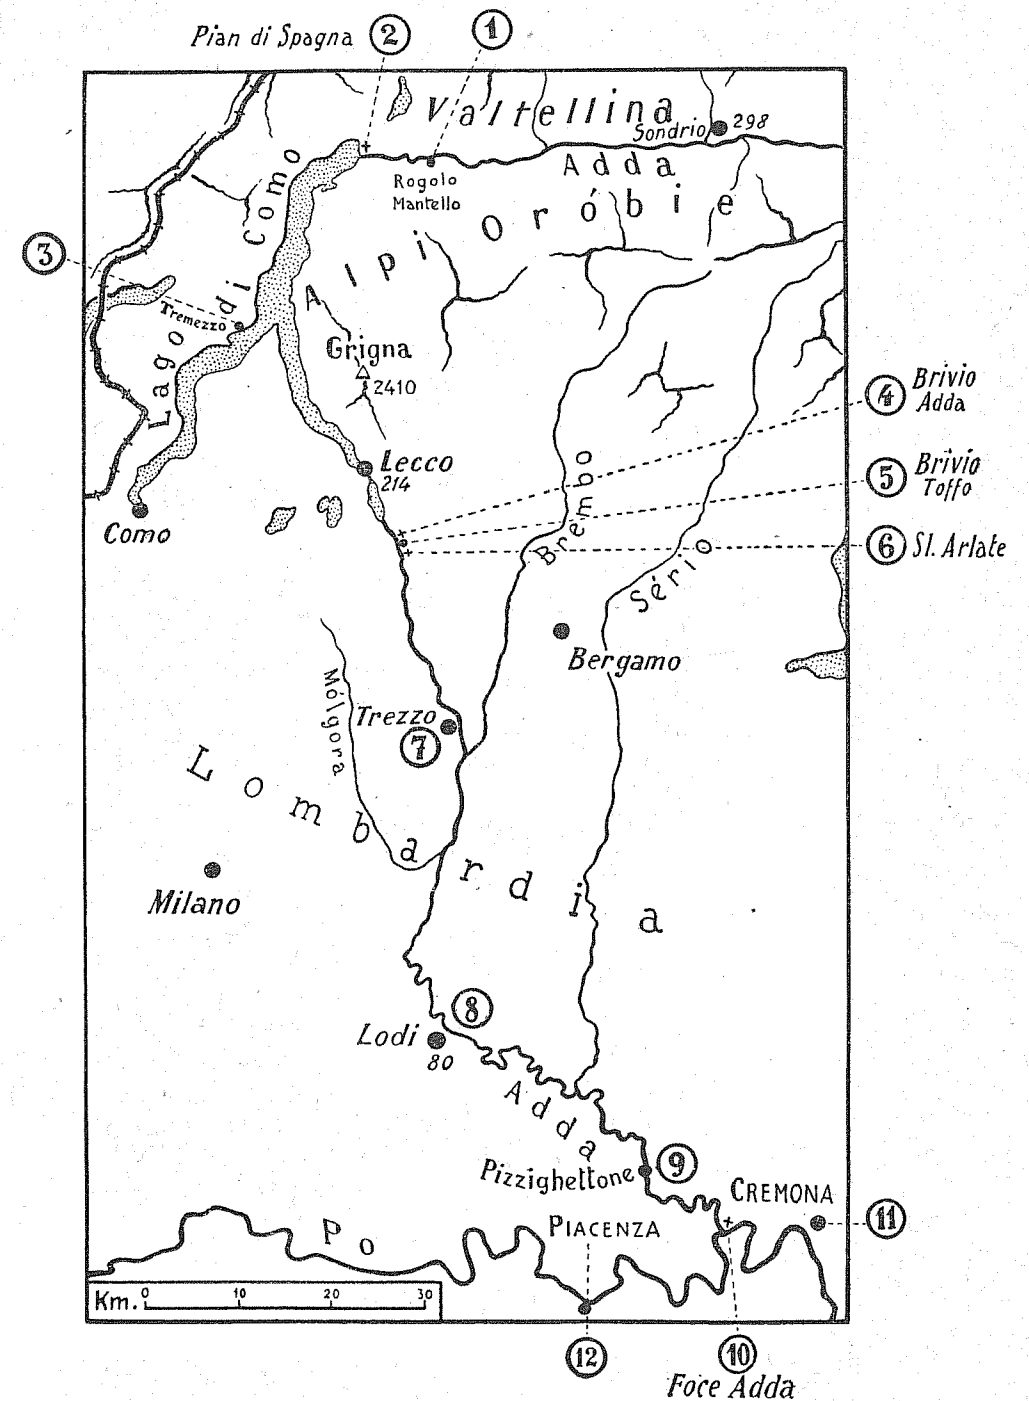 Pian di Spagna 2 1
Valtellina
Sondrio 298
Adda
Rogolo
Mantello
Alpi Oróbie
3
Lago di Como
Tremezzo
Grigna
2410
4 Brivio
Adda
Lecco
214
5 Brivio
Toffo
Como
6 Sl. Arlate
Brembo
Sério
Bergamo
Mólgora
Trezzo
7
Lombardia
Milano
8
Lodi
80
Adda
9
Pizzighettone
CREMONA
11
PIACENZA
Po
Km. 0 10 20 30
12
10
Foce Adda